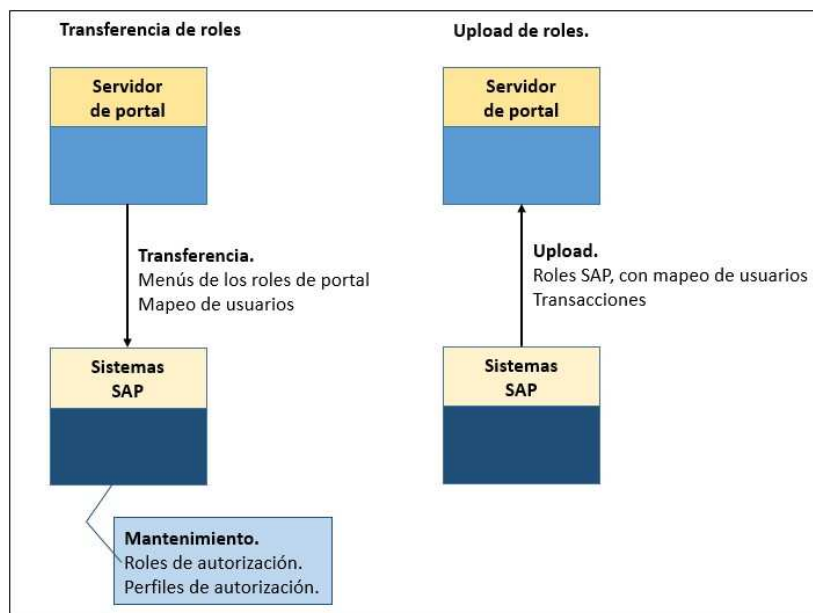 Transferencia de roles
Servidor
de portal
Transferencia.
Menús de los roles de portal
Mapeo de usuarios
Sistemas
SAP
Mantenimiento.
Roles de autorización.
Perfiles de autorización.
Upload de roles.
Servidor
de portal
Upload.
Roles SAP, con mapeo de usuarios
Transacciones
Sistemas
SAP